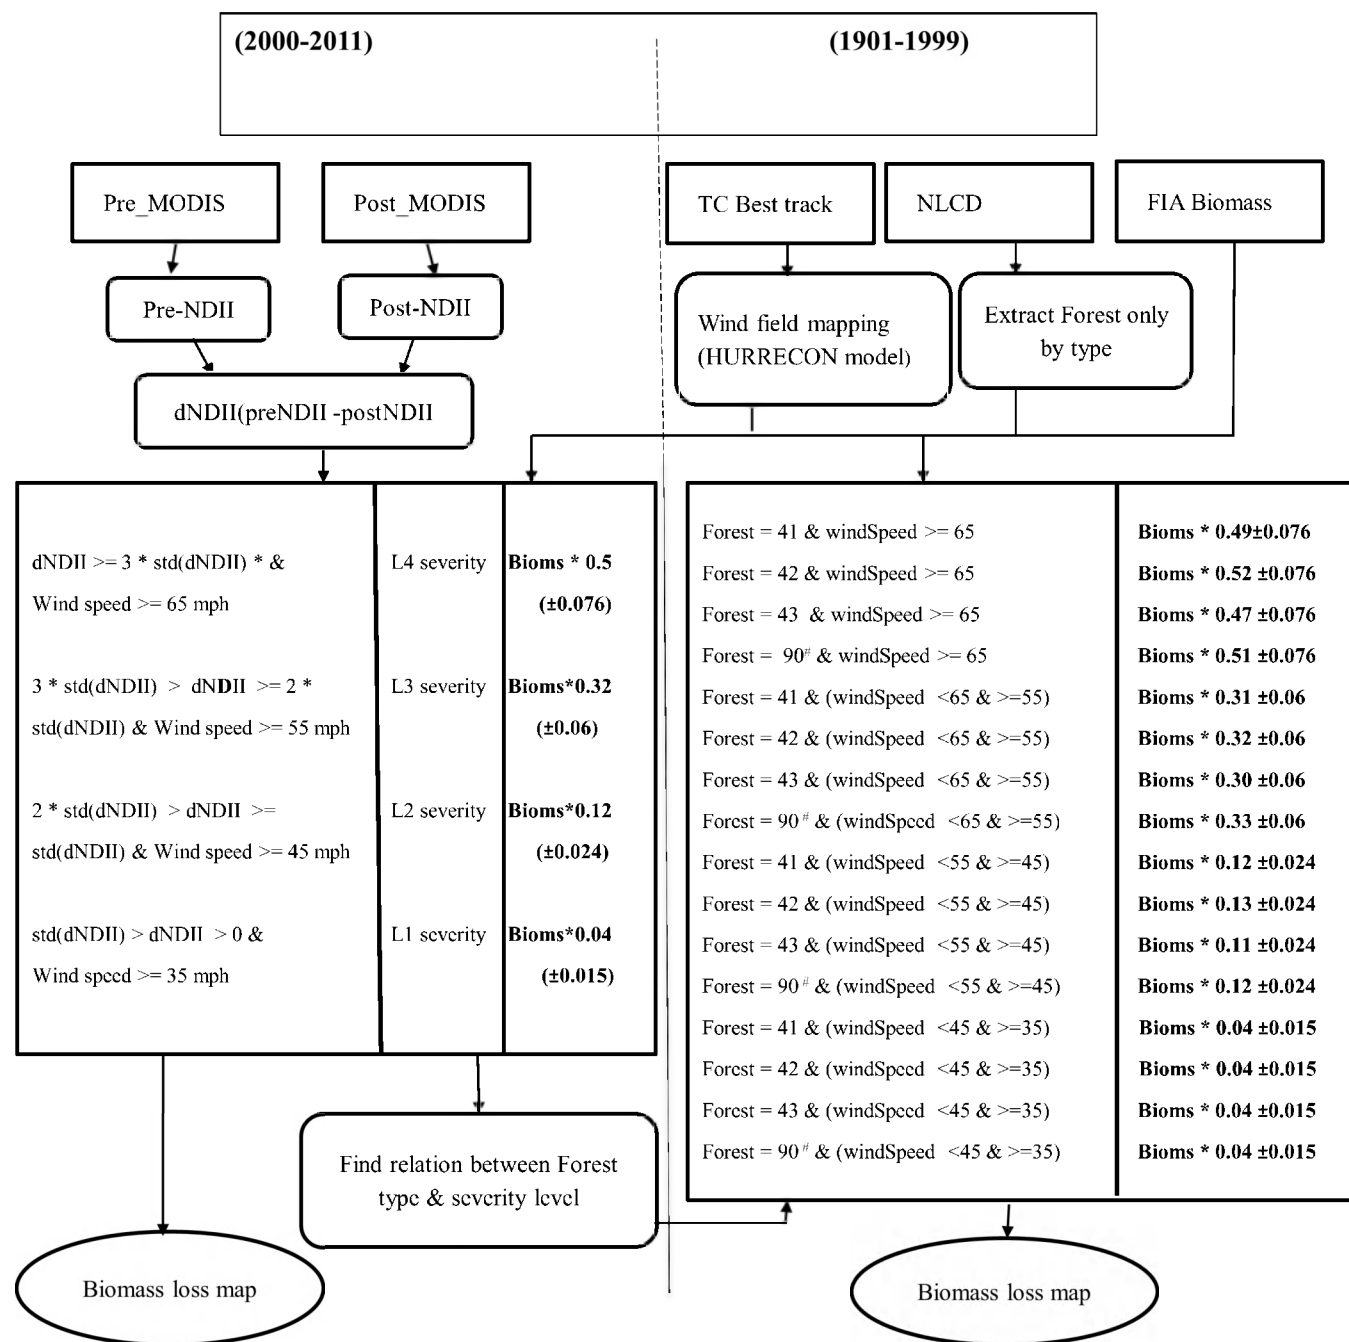 (2000-2011)
(1901-1999)
Pre_MODIS
Post_MODIS
TC Best track
NLCD
FIA Biomass
Pre-NDII
Post-NDII
Wind field mapping
(HURRECON model)
Extract Forest only
by type
dNDII(preNDII -postNDII
dNDII >= 3 * std(dNDII) * &
Wind speed >= 65 mph
L4 severity
Bioms * 0.5
(±0.076)
3 * std(dNDII) > dNDII >= 2 *
std(dNDII) & Wind speed >= 55 mph
L3 severity
Bioms*0.32
(±0.06)
2 * std(dNDII) > dNDII >=
std(dNDII) & Wind speed >= 45 mph
L2 severity
Bioms*0.12
(±0.024)
std(dNDII) > dNDII > 0 &
Wind speed >= 35 mph
L1 severity
Bioms*0.04
(±0.015)
Forest = 41 & windSpeed >= 65 Bioms * 0.49±0.076
Forest = 42 & windSpeed >= 65 Bioms * 0.52 ±0.076
Forest = 43 & windSpeed >= 65 Bioms * 0.47 ±0.076
Forest = 90# & windSpeed >= 65 Bioms * 0.51 ±0.076
Forest = 41 & (windSpeed <65 & >=55) Bioms * 0.31 ±0.06
Forest = 42 & (windSpeed <65 & >=55) Bioms * 0.32 ±0.06
Forest = 43 & (windSpeed <65 & >=55) Bioms * 0.30 ±0.06
Forest = 90# & (windSpeed <65 & >=55) Bioms * 0.33 ±0.06
Forest = 41 & (windSpeed <55 & >=45) Bioms * 0.12 ±0.024
Forest = 42 & (windSpeed <55 & >=45) Bioms * 0.13 ±0.024
Forest = 43 & (windSpeed <55 & >=45) Bioms * 0.11 ±0.024
Forest = 90# & (windSpeed <55 & >=45) Bioms * 0.12 ±0.024
Forest = 41 & (windSpeed <45 & >=35) Bioms * 0.04 ±0.015
Forest = 42 & (windSpeed <45 & >=35) Bioms * 0.04 ±0.015
Forest = 43 & (windSpeed <45 & >=35) Bioms * 0.04 ±0.015
Forest = 90# & (windSpeed <45 & >=35) Bioms * 0.04 ±0.015
Find relation between Forest
type & severity level
Biomass loss map
Biomass loss map